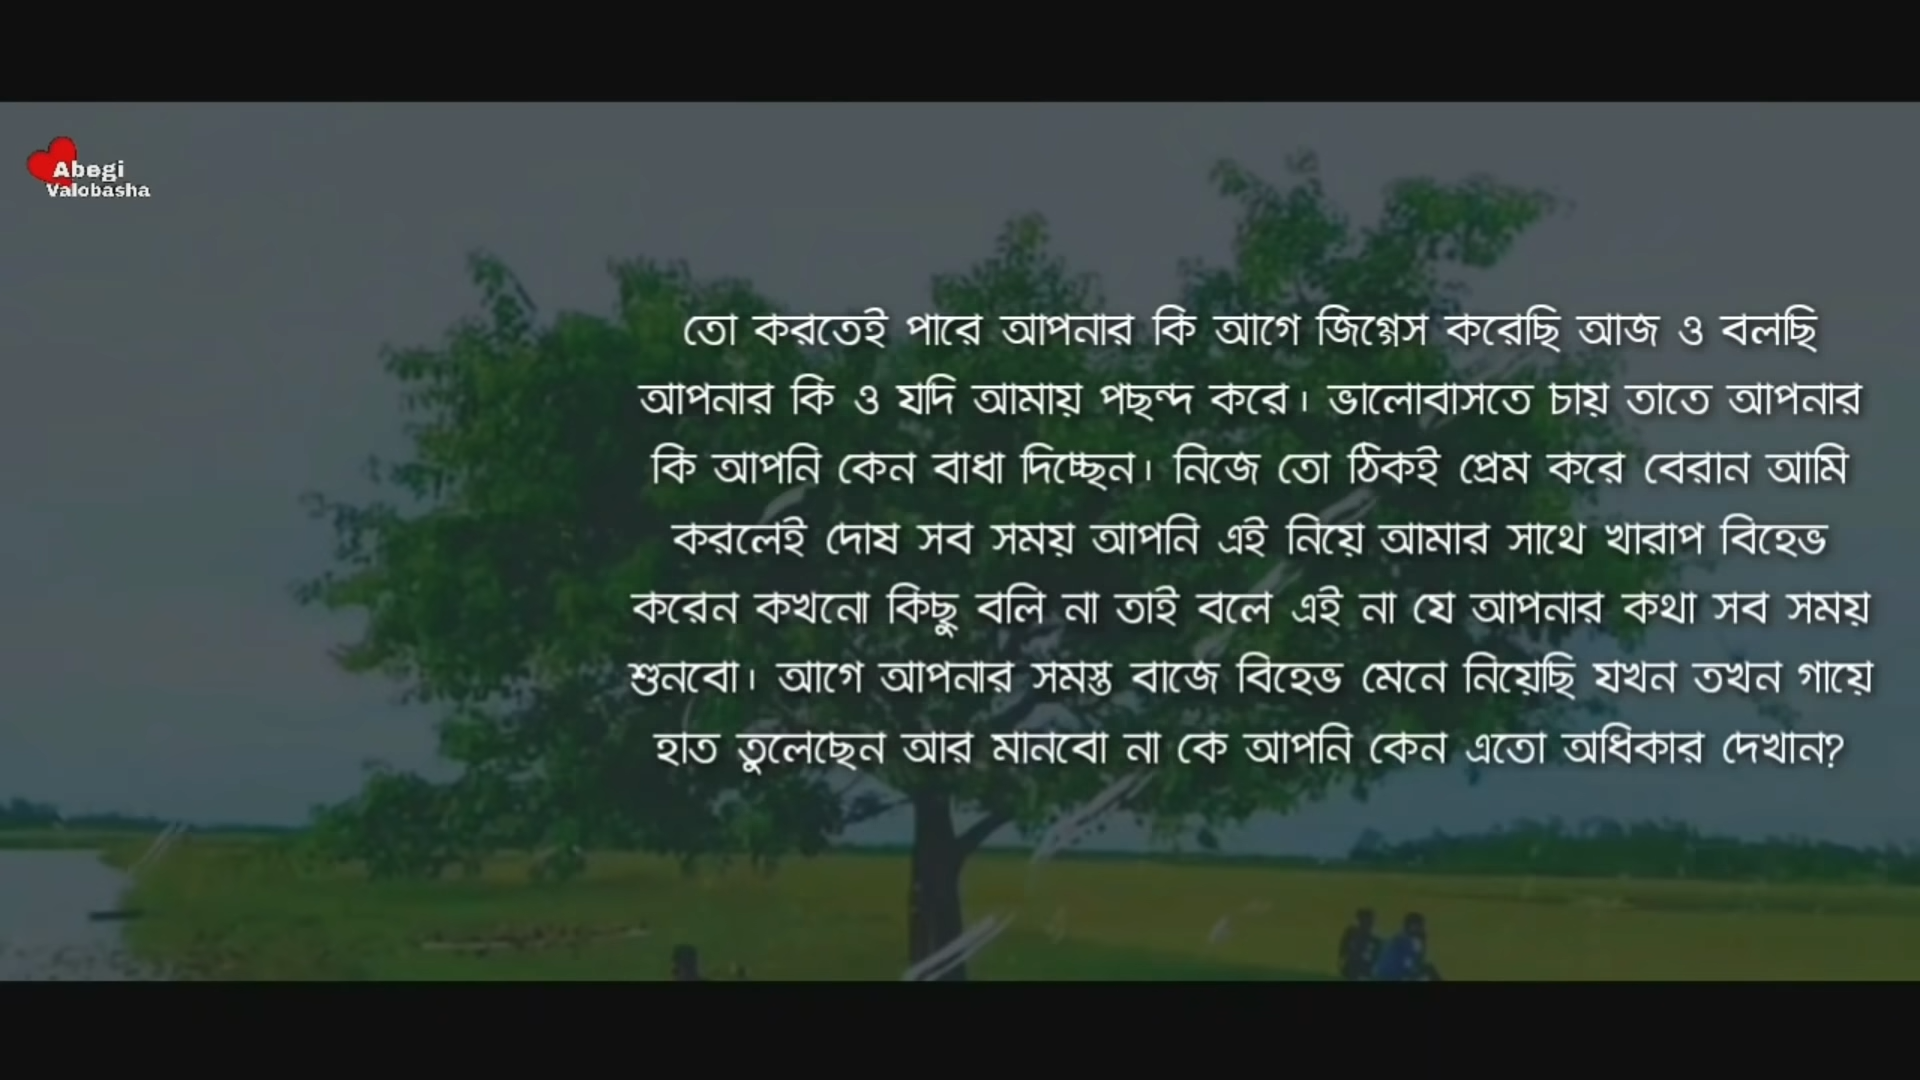 Abegi
Valobasha
তো করতেই পারে আপনার কি আগে জিগ্গেস করেছি আজ ও বলছি
আপনার কি ও যদি আমায় পছন্দ করে। ভালোবাসতে চায় তাতে আপনার
কি আপনি কেন বাধা দিচ্ছেন। নিজে তো ঠিকই প্রেম করে বেরান আমি
করলেই দোষ সব সময় আপনি এই নিয়ে আমার সাথে খারাপ বিহেভ
করেন কখনো কিছু বলি না তাই বলে এই না যে আপনার কথা সব সময়
শুনবো। আগে আপনার সমস্ত বাজে বিহেভ মেনে নিয়েছি যখন তখন গায়ে
হাত তুলেছেন আর মানবো না কে আপনি কেন এতো অধিকার দেখান?